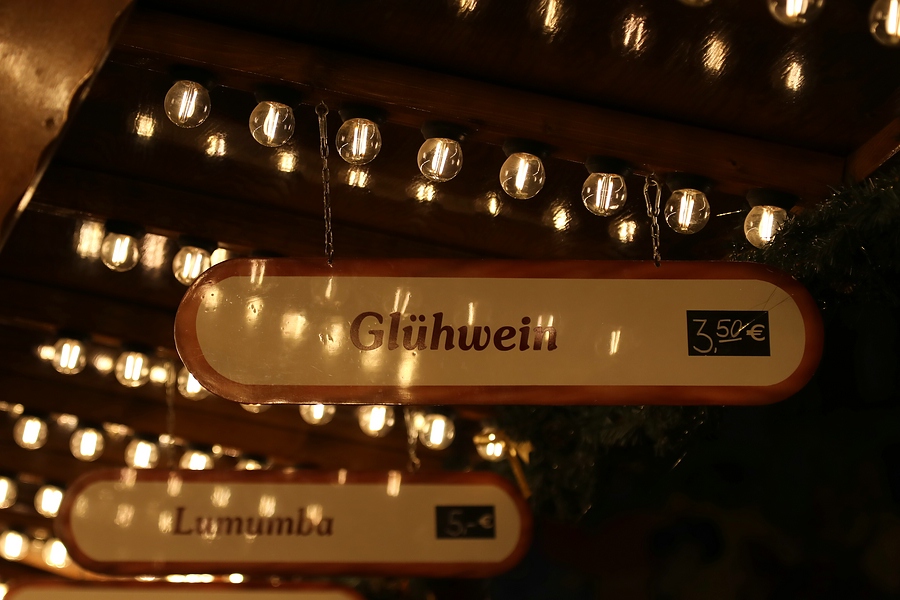 Glühwein 3,50 €
Lumumba 5,- €